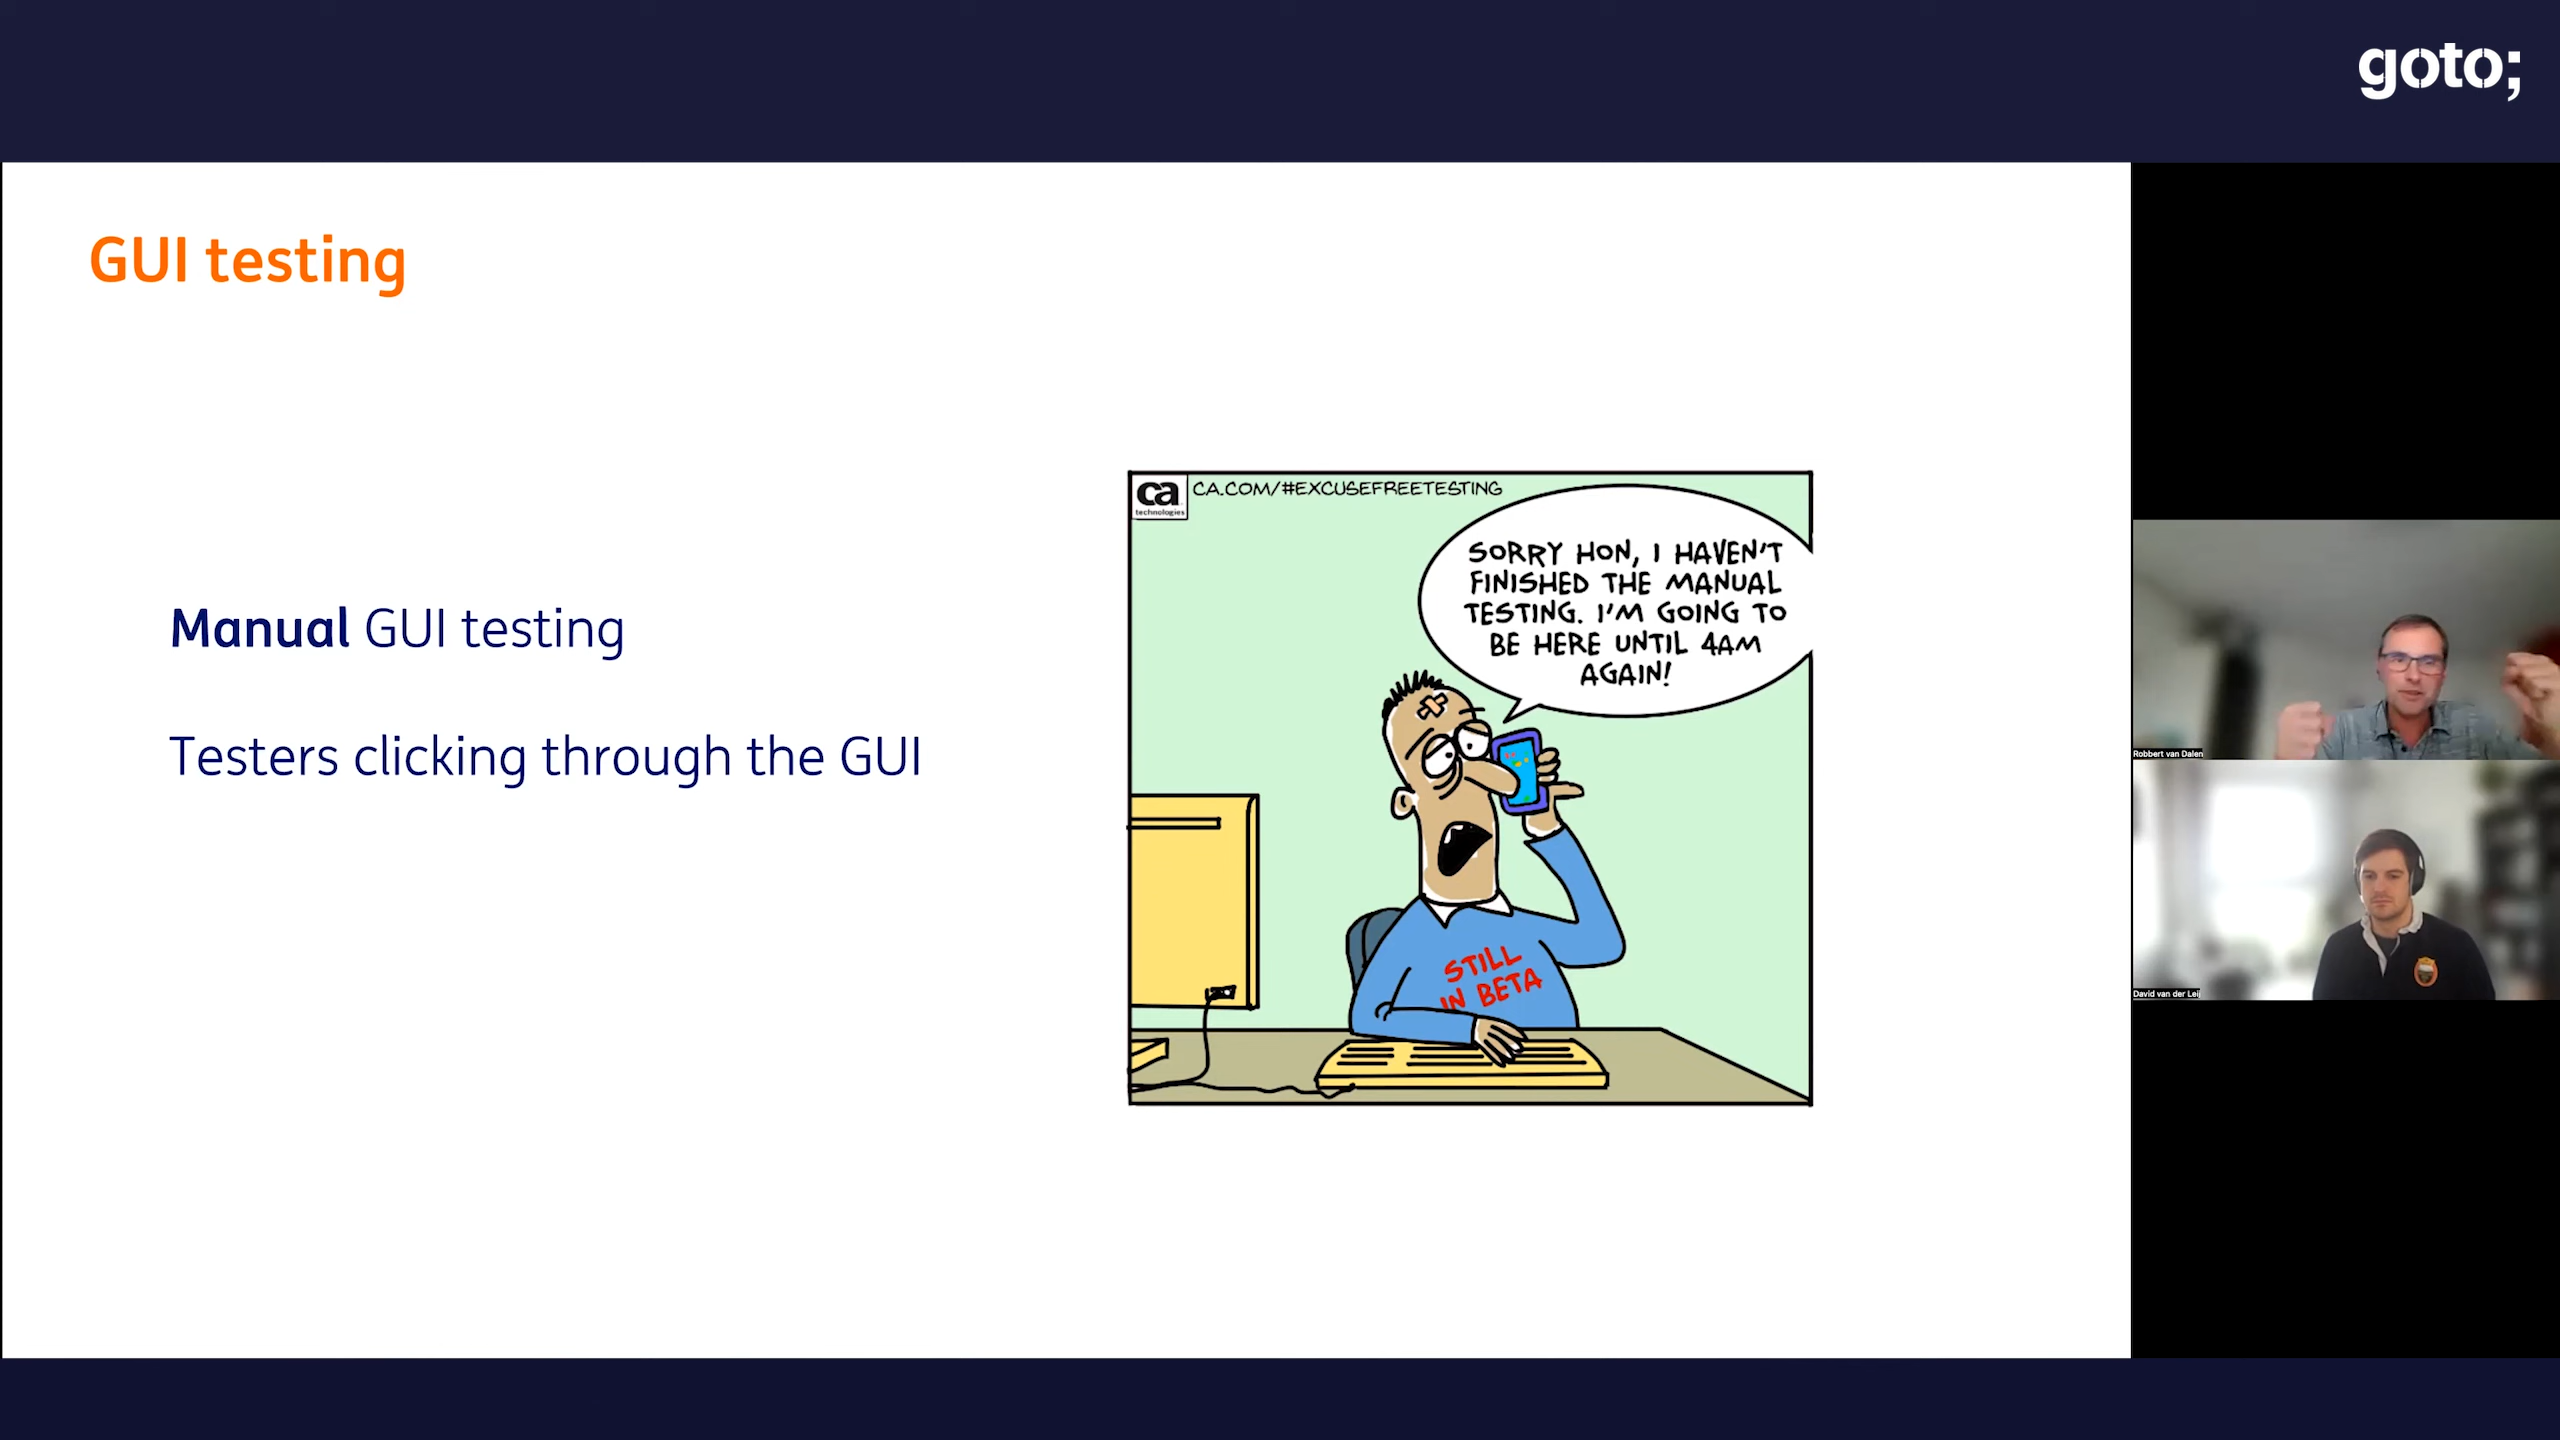 goto;
GUI testing
Manual GUI testing
Testers clicking through the GUI
ca
technologies
CA.COM/#EXCUSEFREETESTING
SORRY HON, I HAVEN'T
FINISHED THE MANUAL
TESTING. I'M GOING TO
BE HERE UNTIL 4AM
AGAIN!
STILL
IN BETA
Robbert van Dalen
David van der Leij